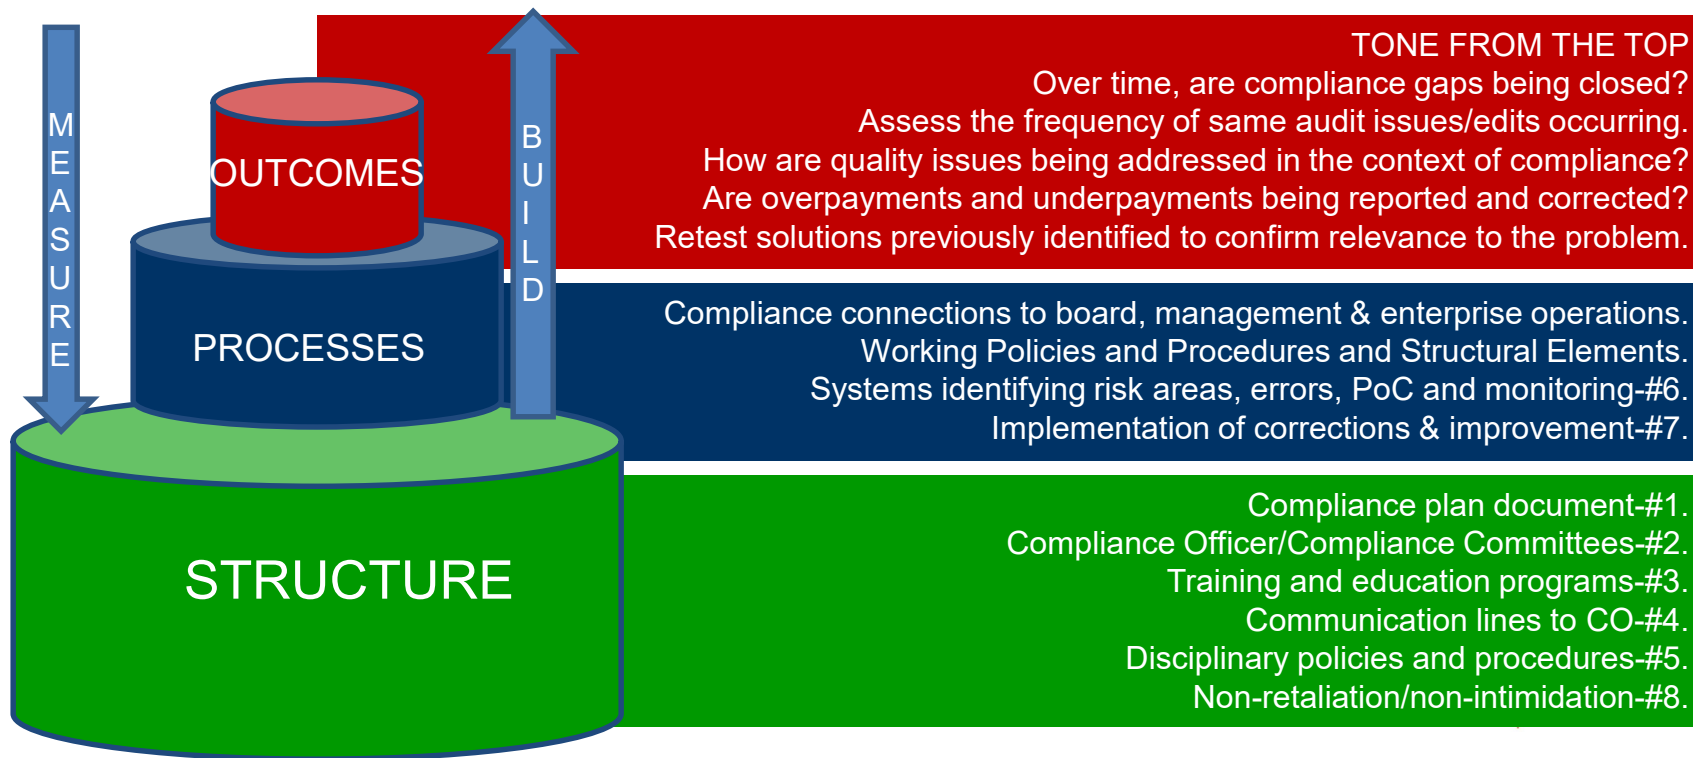 MEASURE
BUILD
OUTCOMES
TONE FROM THE TOP
Over time, are compliance gaps being closed?
Assess the frequency of same audit issues/edits occurring.
How are quality issues being addressed in the context of compliance?
Are overpayments and underpayments being reported and corrected?
Retest solutions previously identified to confirm relevance to the problem.
PROCESSES
Compliance connections to board, management & enterprise operations.
Working Policies and Procedures and Structural Elements.
Systems identifying risk areas, errors, PoC and monitoring-#6.
Implementation of corrections & improvement-#7.
STRUCTURE
Compliance plan document-#1.
Compliance Officer/Compliance Committees-#2.
Training and education programs-#3.
Communication lines to CO-#4.
Disciplinary policies and procedures-#5.
Non-retaliation/non-intimidation-#8.